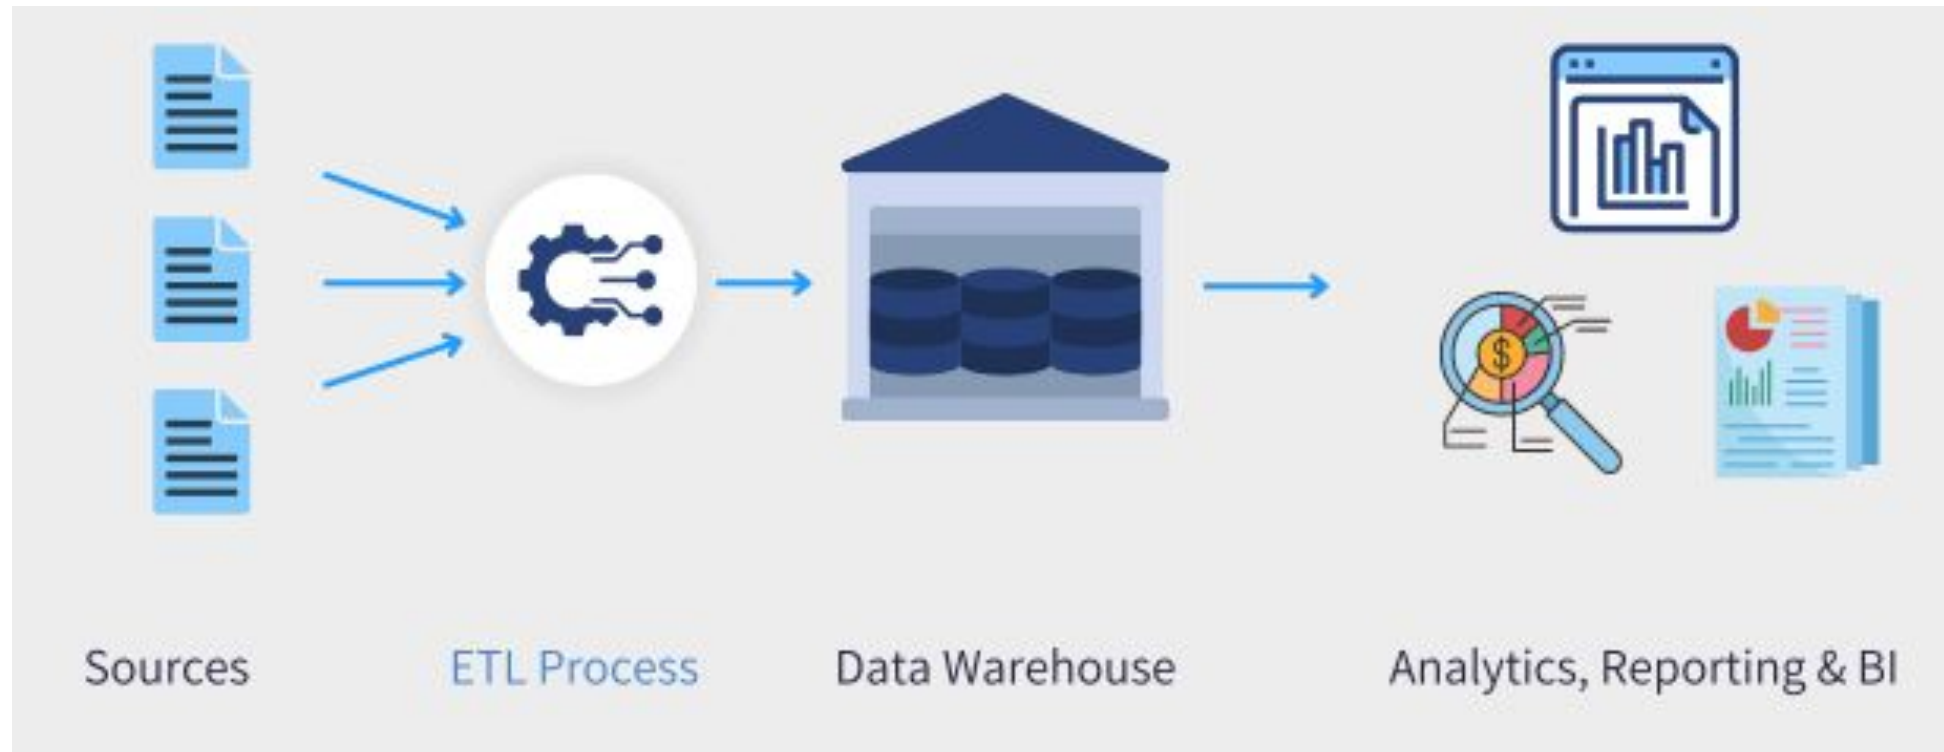 Sources
ETL Process
Data Warehouse
Analytics, Reporting & BI
$